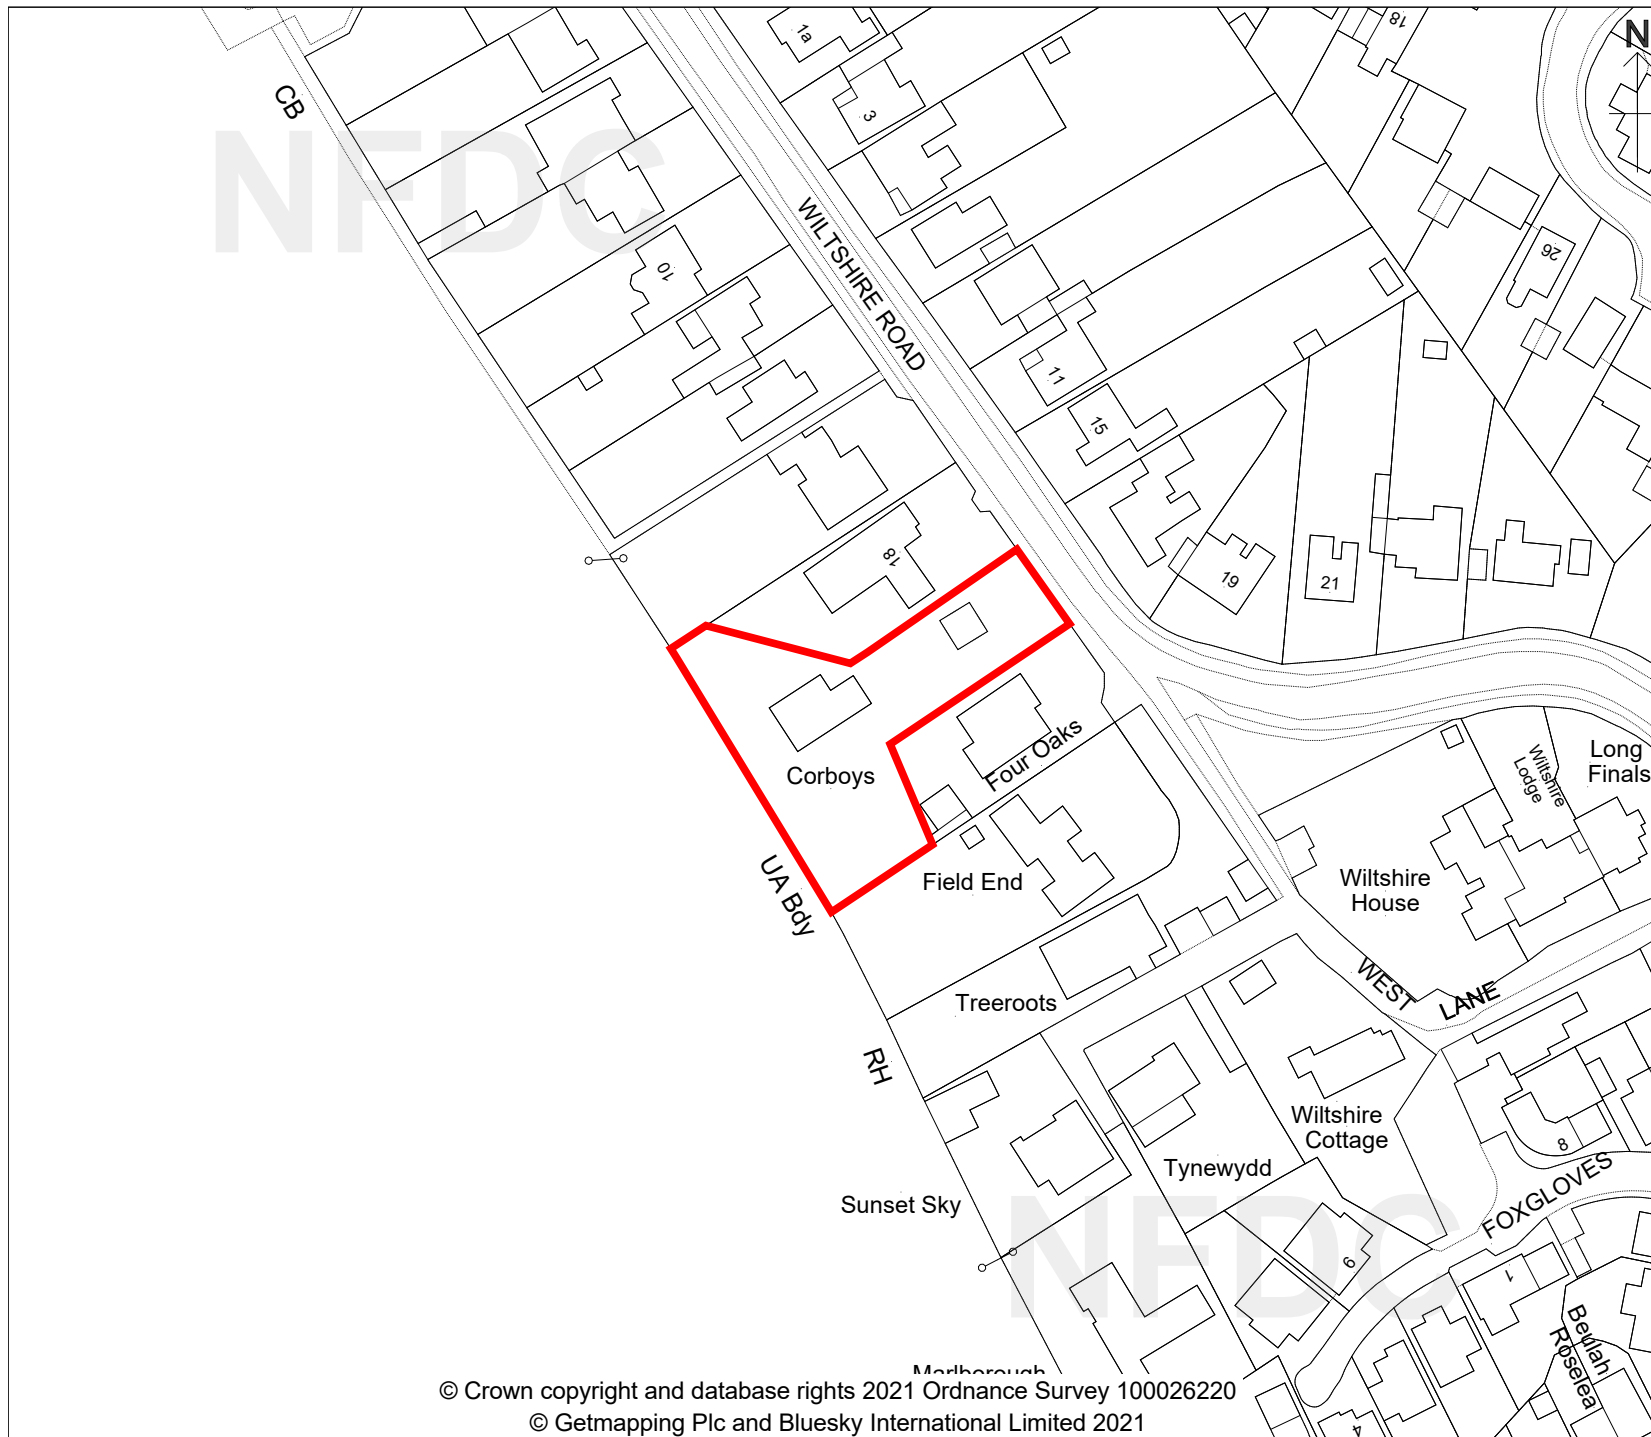 1a
18
N
CB
3
NFDC
WILTSHIRE ROAD
10
26
11
15
18
19
21
Corboys
Four Oaks
Long
Finals
Wiltshire
Lodge
UA Bdy
Field End
Wiltshire
House
Treeroots
WEST
LANE
RH
Wiltshire
Cottage
8
Tynewydd
FOXGLOVES
Sunset Sky
NFDC
9
1
Beulah
Roselea
Marlborough
4
© Crown copyright and database rights 2021 Ordnance Survey 100026220
© Getmapping Plc and Bluesky International Limited 2021